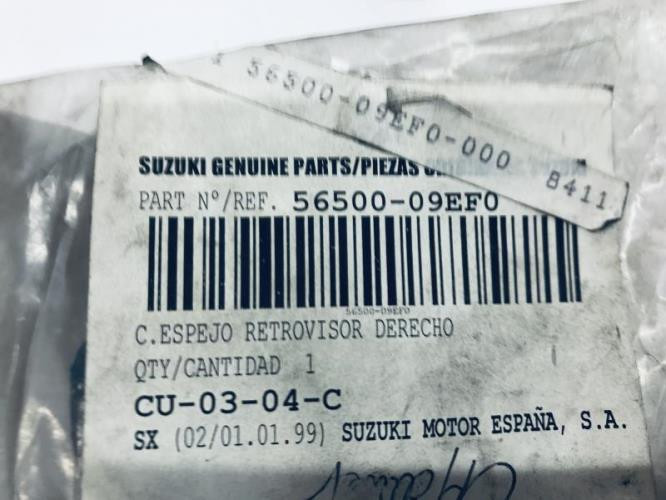 56500-09EF0-000 8411
SUZUKI GENUINE PARTS/PIEZAS
PART Nº/REF. 56500-09EF0
56500-09EF0
C.ESPEJO RETROVISOR DERECHO
QTY/CANTIDAD 1
CU-03-04-C
SX (02/01.01.99) SUZUKI MOTOR ESPAÑA, S.A.